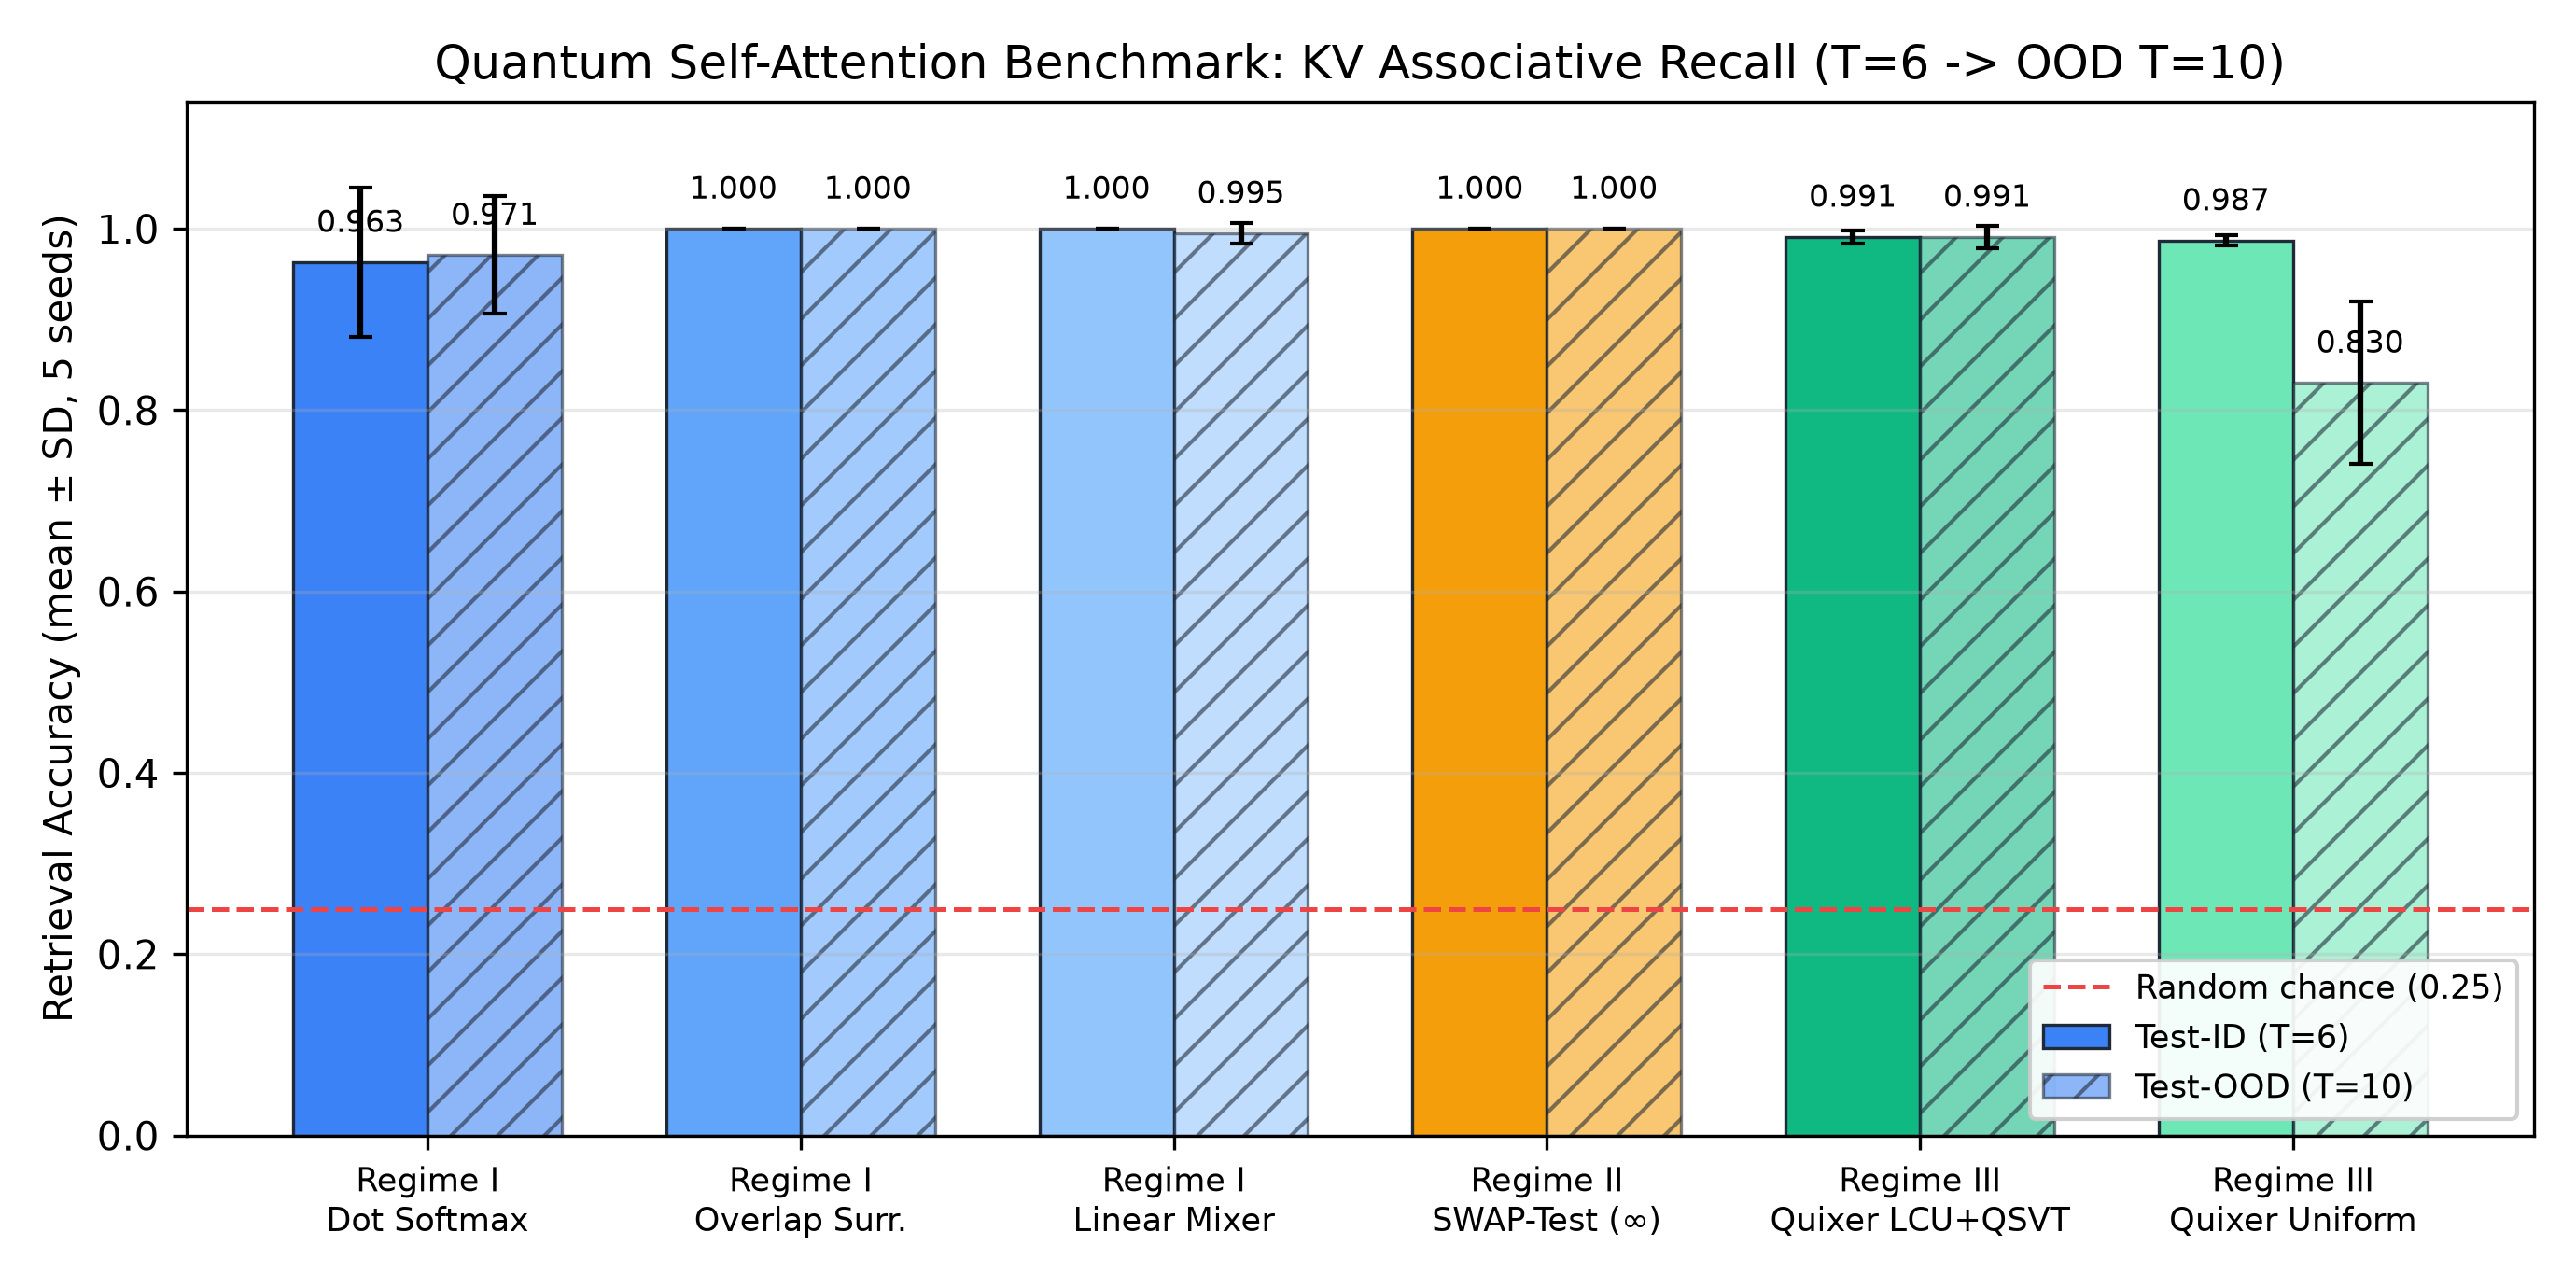 Quantum Self-Attention Benchmark: KV Associative Recall (T=6 -> OOD T=10)
Retrieval Accuracy (mean ± SD, 5 seeds)
1.0
0.8
0.6
0.4
0.2
0.0
0.963
0.971
1.000
1.000
1.000
0.995
1.000
1.000
0.991
0.991
0.987
0.830
Random chance (0.25)
Test-ID (T=6)
Test-OOD (T=10)
Regime I
Dot Softmax
Regime I
Overlap Surr.
Regime I
Linear Mixer
Regime II
SWAP-Test (∞)
Regime III
Quixer LCU+QSVT
Regime III
Quixer Uniform